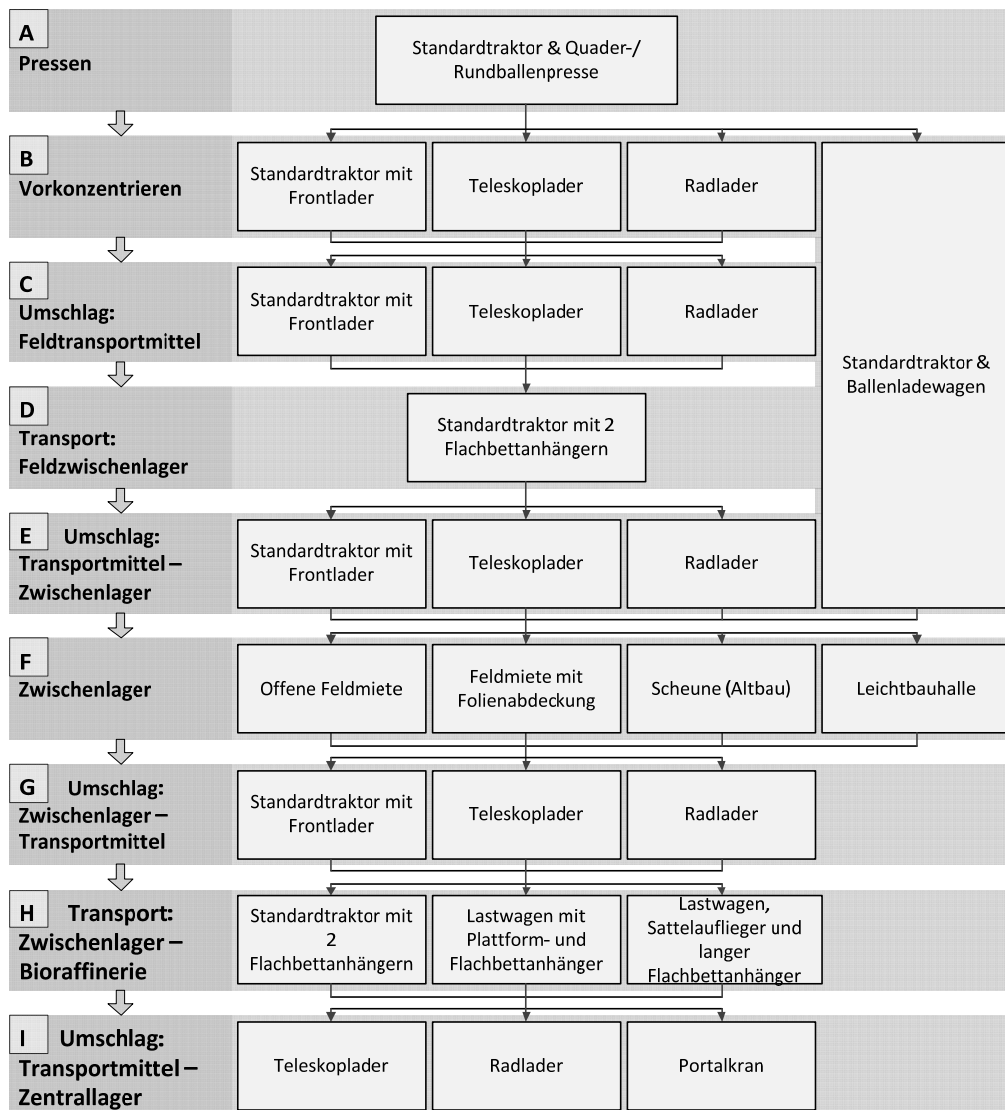 A
Pressen
Standardtraktor & Quader-/
Rundballenpresse
B
Vorkonzentrieren
Standardtraktor mit
Frontlader
Teleskoplader
Radlader
Standardtraktor &
Ballenladewagen
C
Umschlag:
Feldtransportmittel
Standardtraktor mit
Frontlader
Teleskoplader
Radlader
D
Transport:
Feldzwischenlager
Standardtraktor mit 2
Flachbettanhängern
E Umschlag:
Transportmittel –
Zwischenlager
Standardtraktor mit
Frontlader
Teleskoplader
Radlader
F
Zwischenlager
Offene Feldmiete
Feldmiete mit
Folienabdeckung
Scheune (Altbau)
Leichtbauhalle
G Umschlag:
Zwischenlager –
Transportmittel
Standardtraktor mit
Frontlader
Teleskoplader
Radlader
H Transport:
Zwischenlager –
Bioraffinerie
Standardtraktor mit
2
Flachbettanhängern
Lastwagen mit
Plattform- und
Flachbettanhänger
Lastwagen,
Sattelauflieger und
langer
Flachbettanhänger
I Umschlag:
Transportmittel –
Zentrallager
Teleskoplader
Radlader
Portalkran